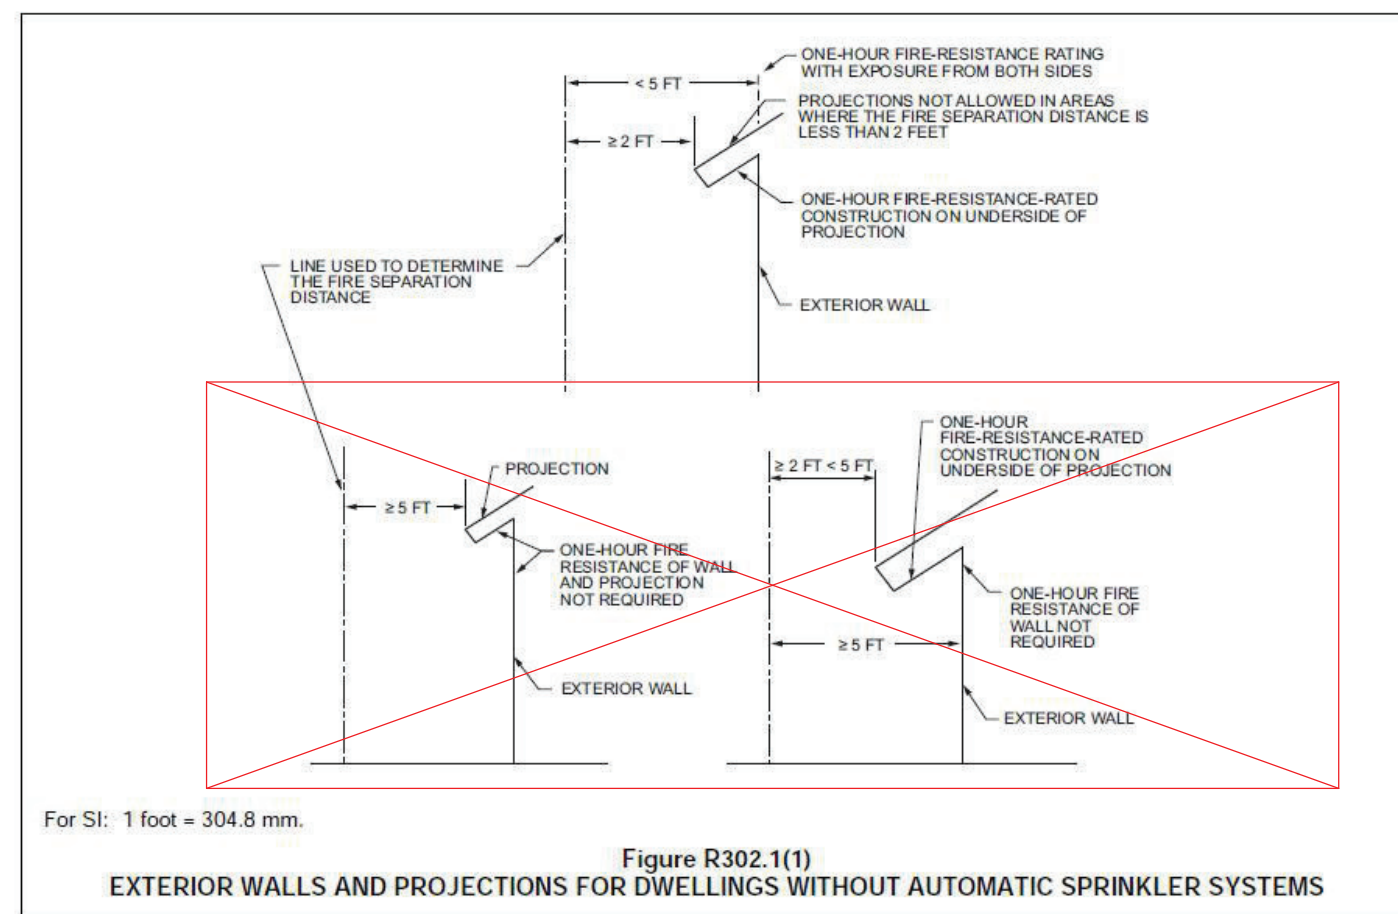 ONE-HOUR FIRE-RESISTANCE RATING
WITH EXPOSURE FROM BOTH SIDES
< 5 FT
PROJECTIONS NOT ALLOWED IN AREAS
WHERE THE FIRE SEPARATION DISTANCE IS
LESS THAN 2 FEET
≥ 2 FT
ONE-HOUR FIRE-RESISTANCE-RATED
CONSTRUCTION ON UNDERSIDE OF
PROJECTION
LINE USED TO DETERMINE
THE FIRE SEPARATION
DISTANCE
EXTERIOR WALL
PROJECTION
≥ 5 FT
ONE-HOUR FIRE
RESISTANCE OF WALL
AND PROJECTION
NOT REQUIRED
EXTERIOR WALL
ONE-HOUR
FIRE-RESISTANCE-RATED
CONSTRUCTION ON
UNDERSIDE OF PROJECTION
≥ 2 FT < 5 FT
ONE-HOUR FIRE
RESISTANCE OF
WALL NOT
REQUIRED
≥ 5 FT
EXTERIOR WALL
For SI: 1 foot = 304.8 mm.
Figure R302.1(1)
EXTERIOR WALLS AND PROJECTIONS FOR DWELLINGS WITHOUT AUTOMATIC SPRINKLER SYSTEMS